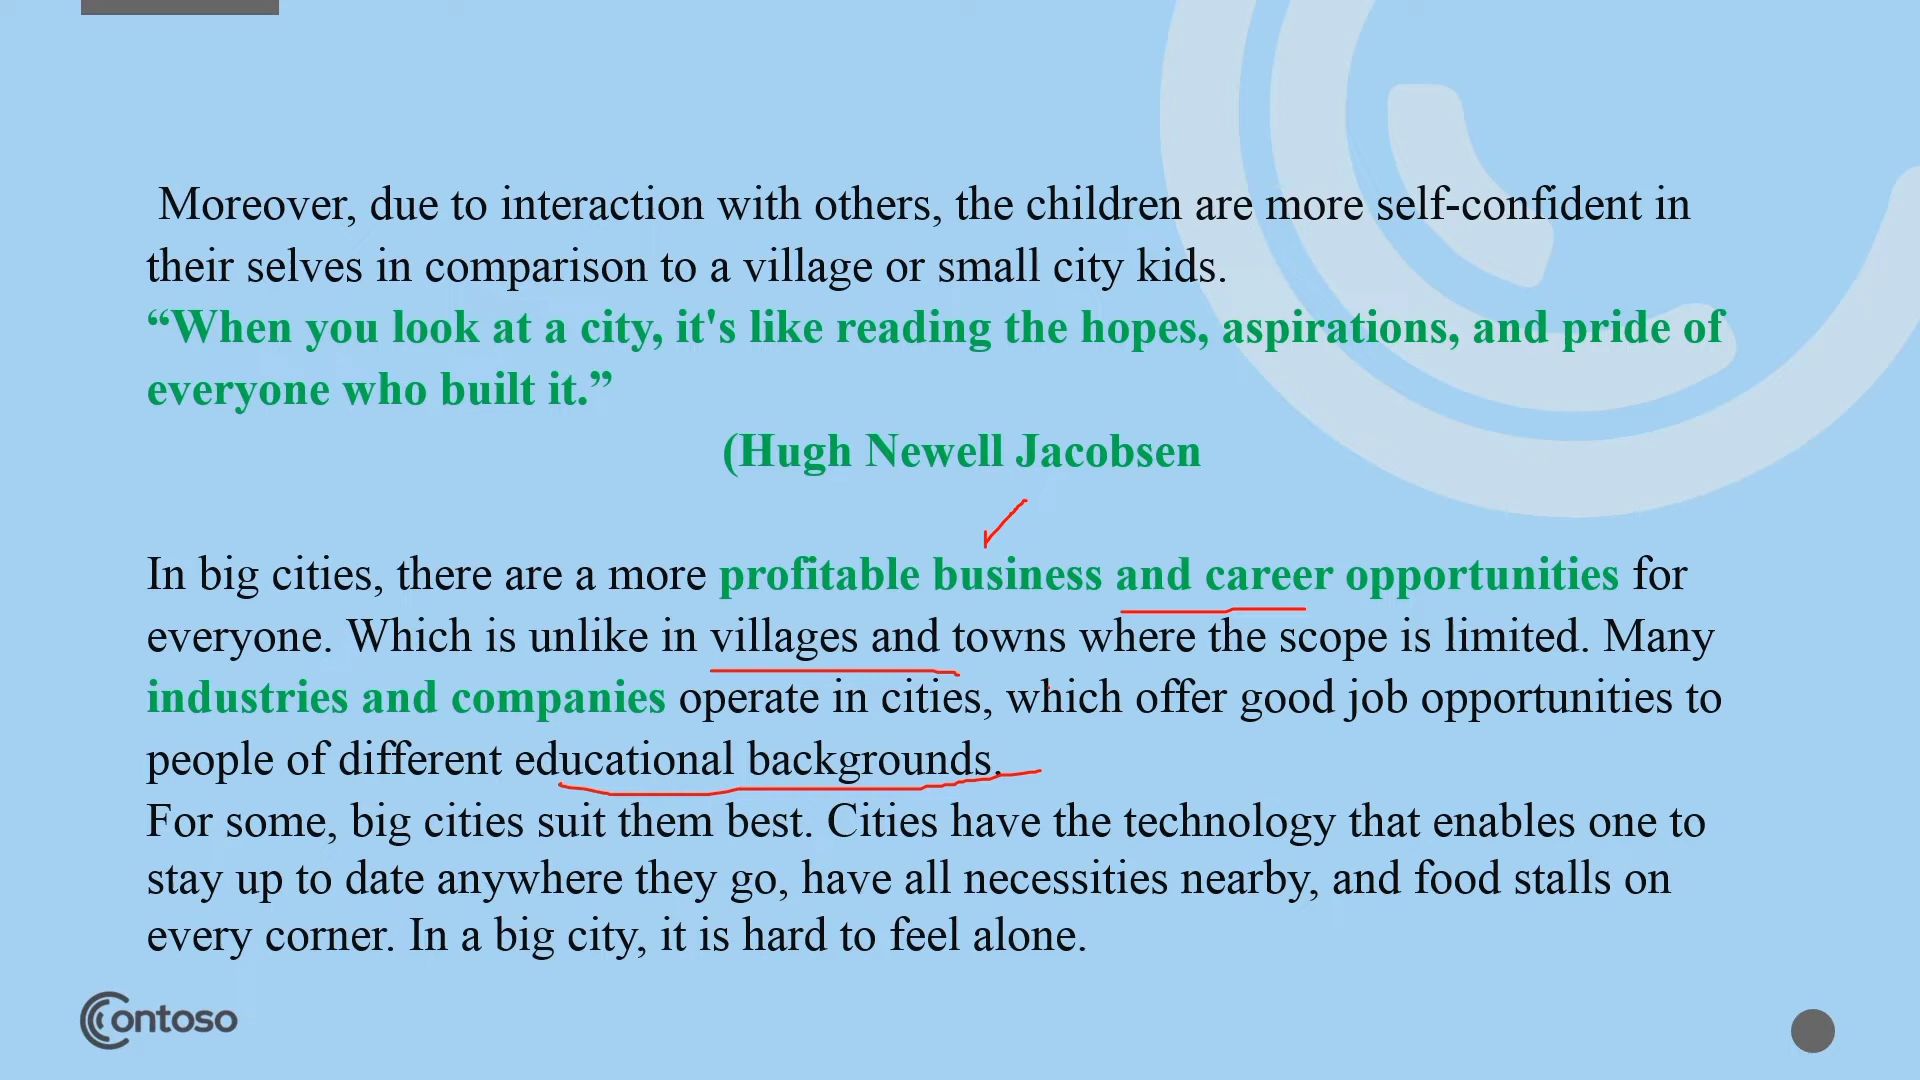 Moreover, due to interaction with others, the children are more self-confident in
their selves in comparison to a village or small city kids.
“When you look at a city, it's like reading the hopes, aspirations, and pride of
everyone who built it.”
(Hugh Newell Jacobsen
In big cities, there are a more profitable business and career opportunities for
everyone. Which is unlike in villages and towns where the scope is limited. Many
industries and companies operate in cities, which offer good job opportunities to
people of different educational backgrounds.
For some, big cities suit them best. Cities have the technology that enables one to
stay up to date anywhere they go, have all necessities nearby, and food stalls on
every corner. In a big city, it is hard to feel alone.
Contoso